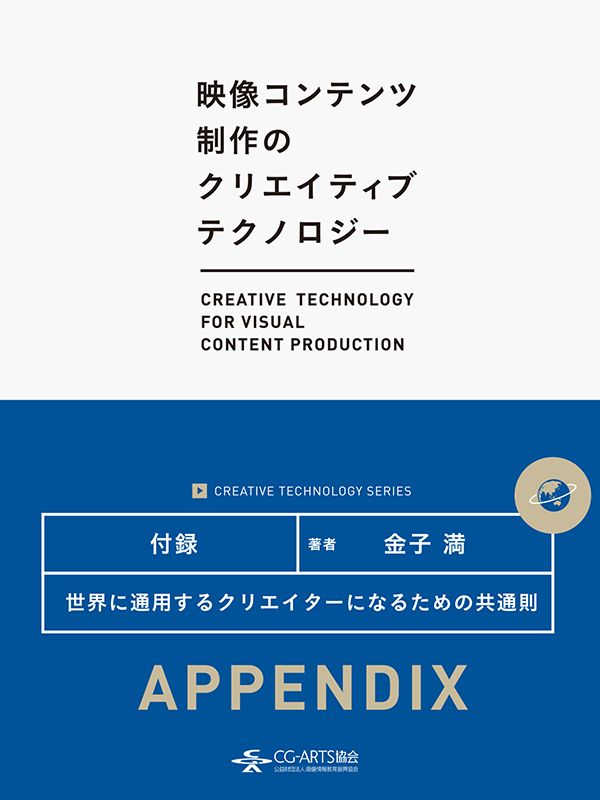 映像コンテンツ
制作の
クリエイティブ
テクノロジー
CREATIVE TECHNOLOGY
FOR VISUAL
CONTENT PRODUCTION
CREATIVE TECHNOLOGY SERIES
付録
著者 金子 満
世界に通用するクリエイターになるための共通則
APPENDIX
CG-ARTS協会
公益財団法人 画像情報教育振興協会